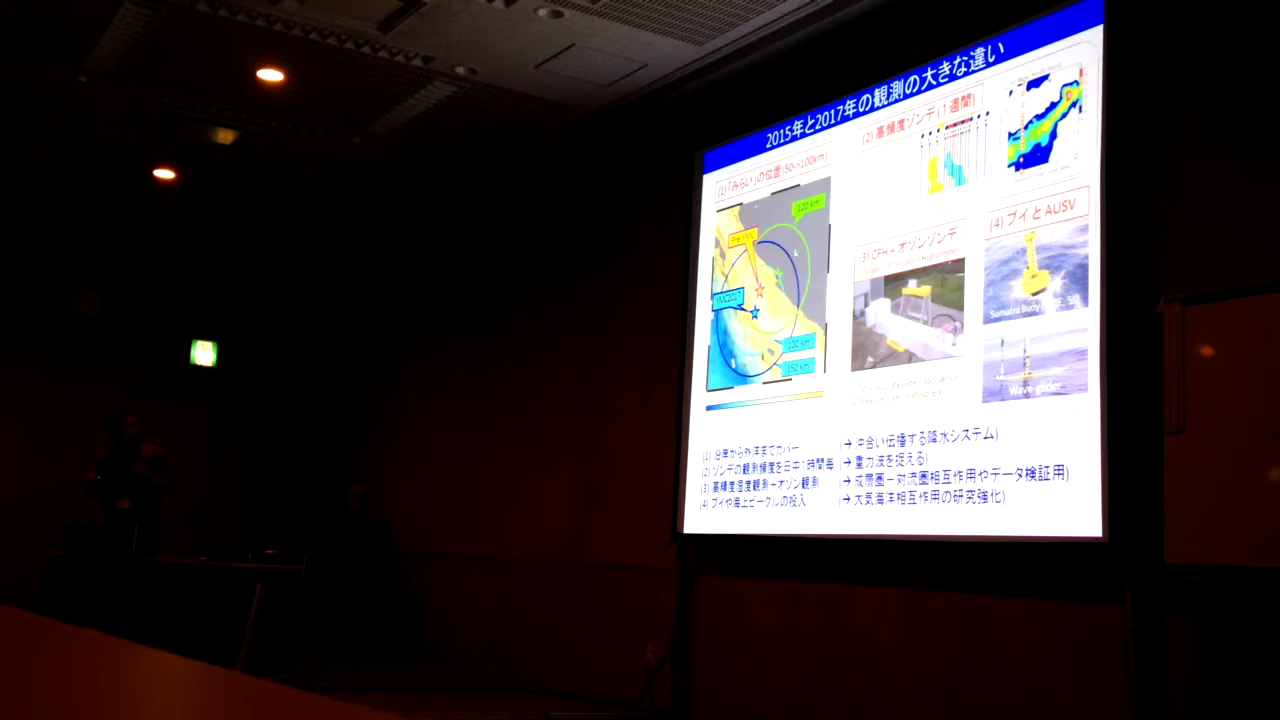 2015年と2017年の観測の大きな違い
(1)「みらい」の位置 (50->100km)
120 km
Pre-YMC
YMC2017
100 km
150 km
(2) 高頻度ゾンデ (1週間)
(3) CFH－オゾンゾンデ
(4) ブイとAUSV
Sumatra Buoy
Wave-glider
(1) 沿岸から外洋までカバー (→ 沖合い伝播する降水システム)
(2) ゾンデの観測頻度を日中1時間毎 (→ 重力波を捉える)
(3) 高精度湿度観測＋オゾン観測 (→ 成層圏－対流圏相互作用やデータ検証用)
(4) ブイや海上ビークルの投入 (→ 大気海洋相互作用の研究強化)